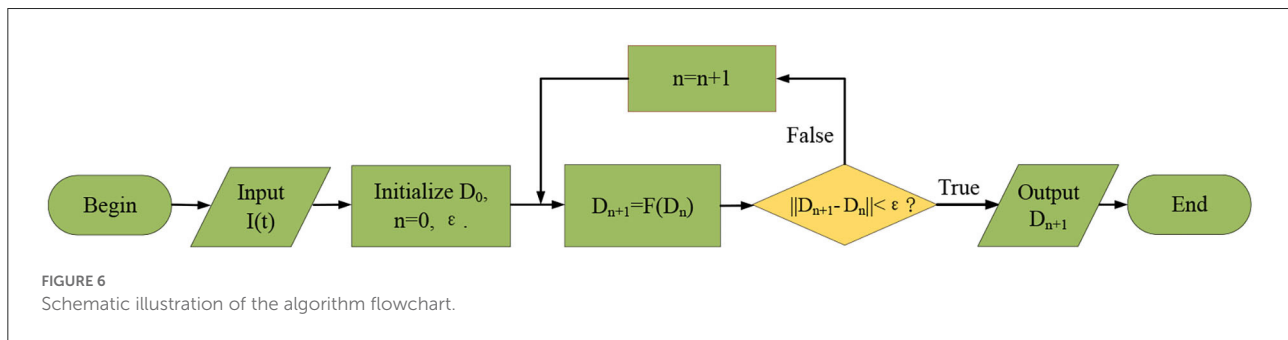 n=n+1
False
Begin
Input
I(t)
Initialize D₀,
n=0, ε.
Dₙ₊₁=F(Dₙ)
||Dₙ₊₁-Dₙ||< ε ?
True
Output
Dₙ₊₁
End
FIGURE 6
Schematic illustration of the algorithm flowchart.